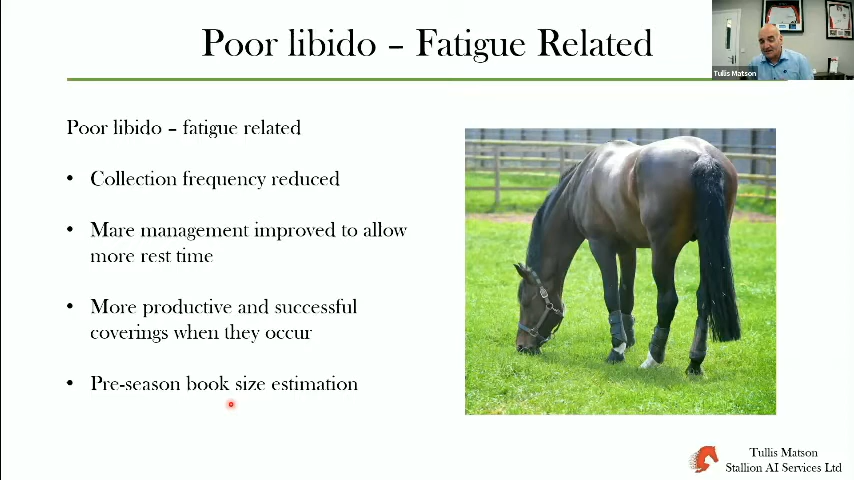 Poor libido – Fatigue Related
Tullis Matson
Poor libido – fatigue related
• Collection frequency reduced
• Mare management improved to allow
more rest time
• More productive and successful
coverings when they occur
• Pre-season book size estimation
Tullis Matson
Stallion AI Services Ltd